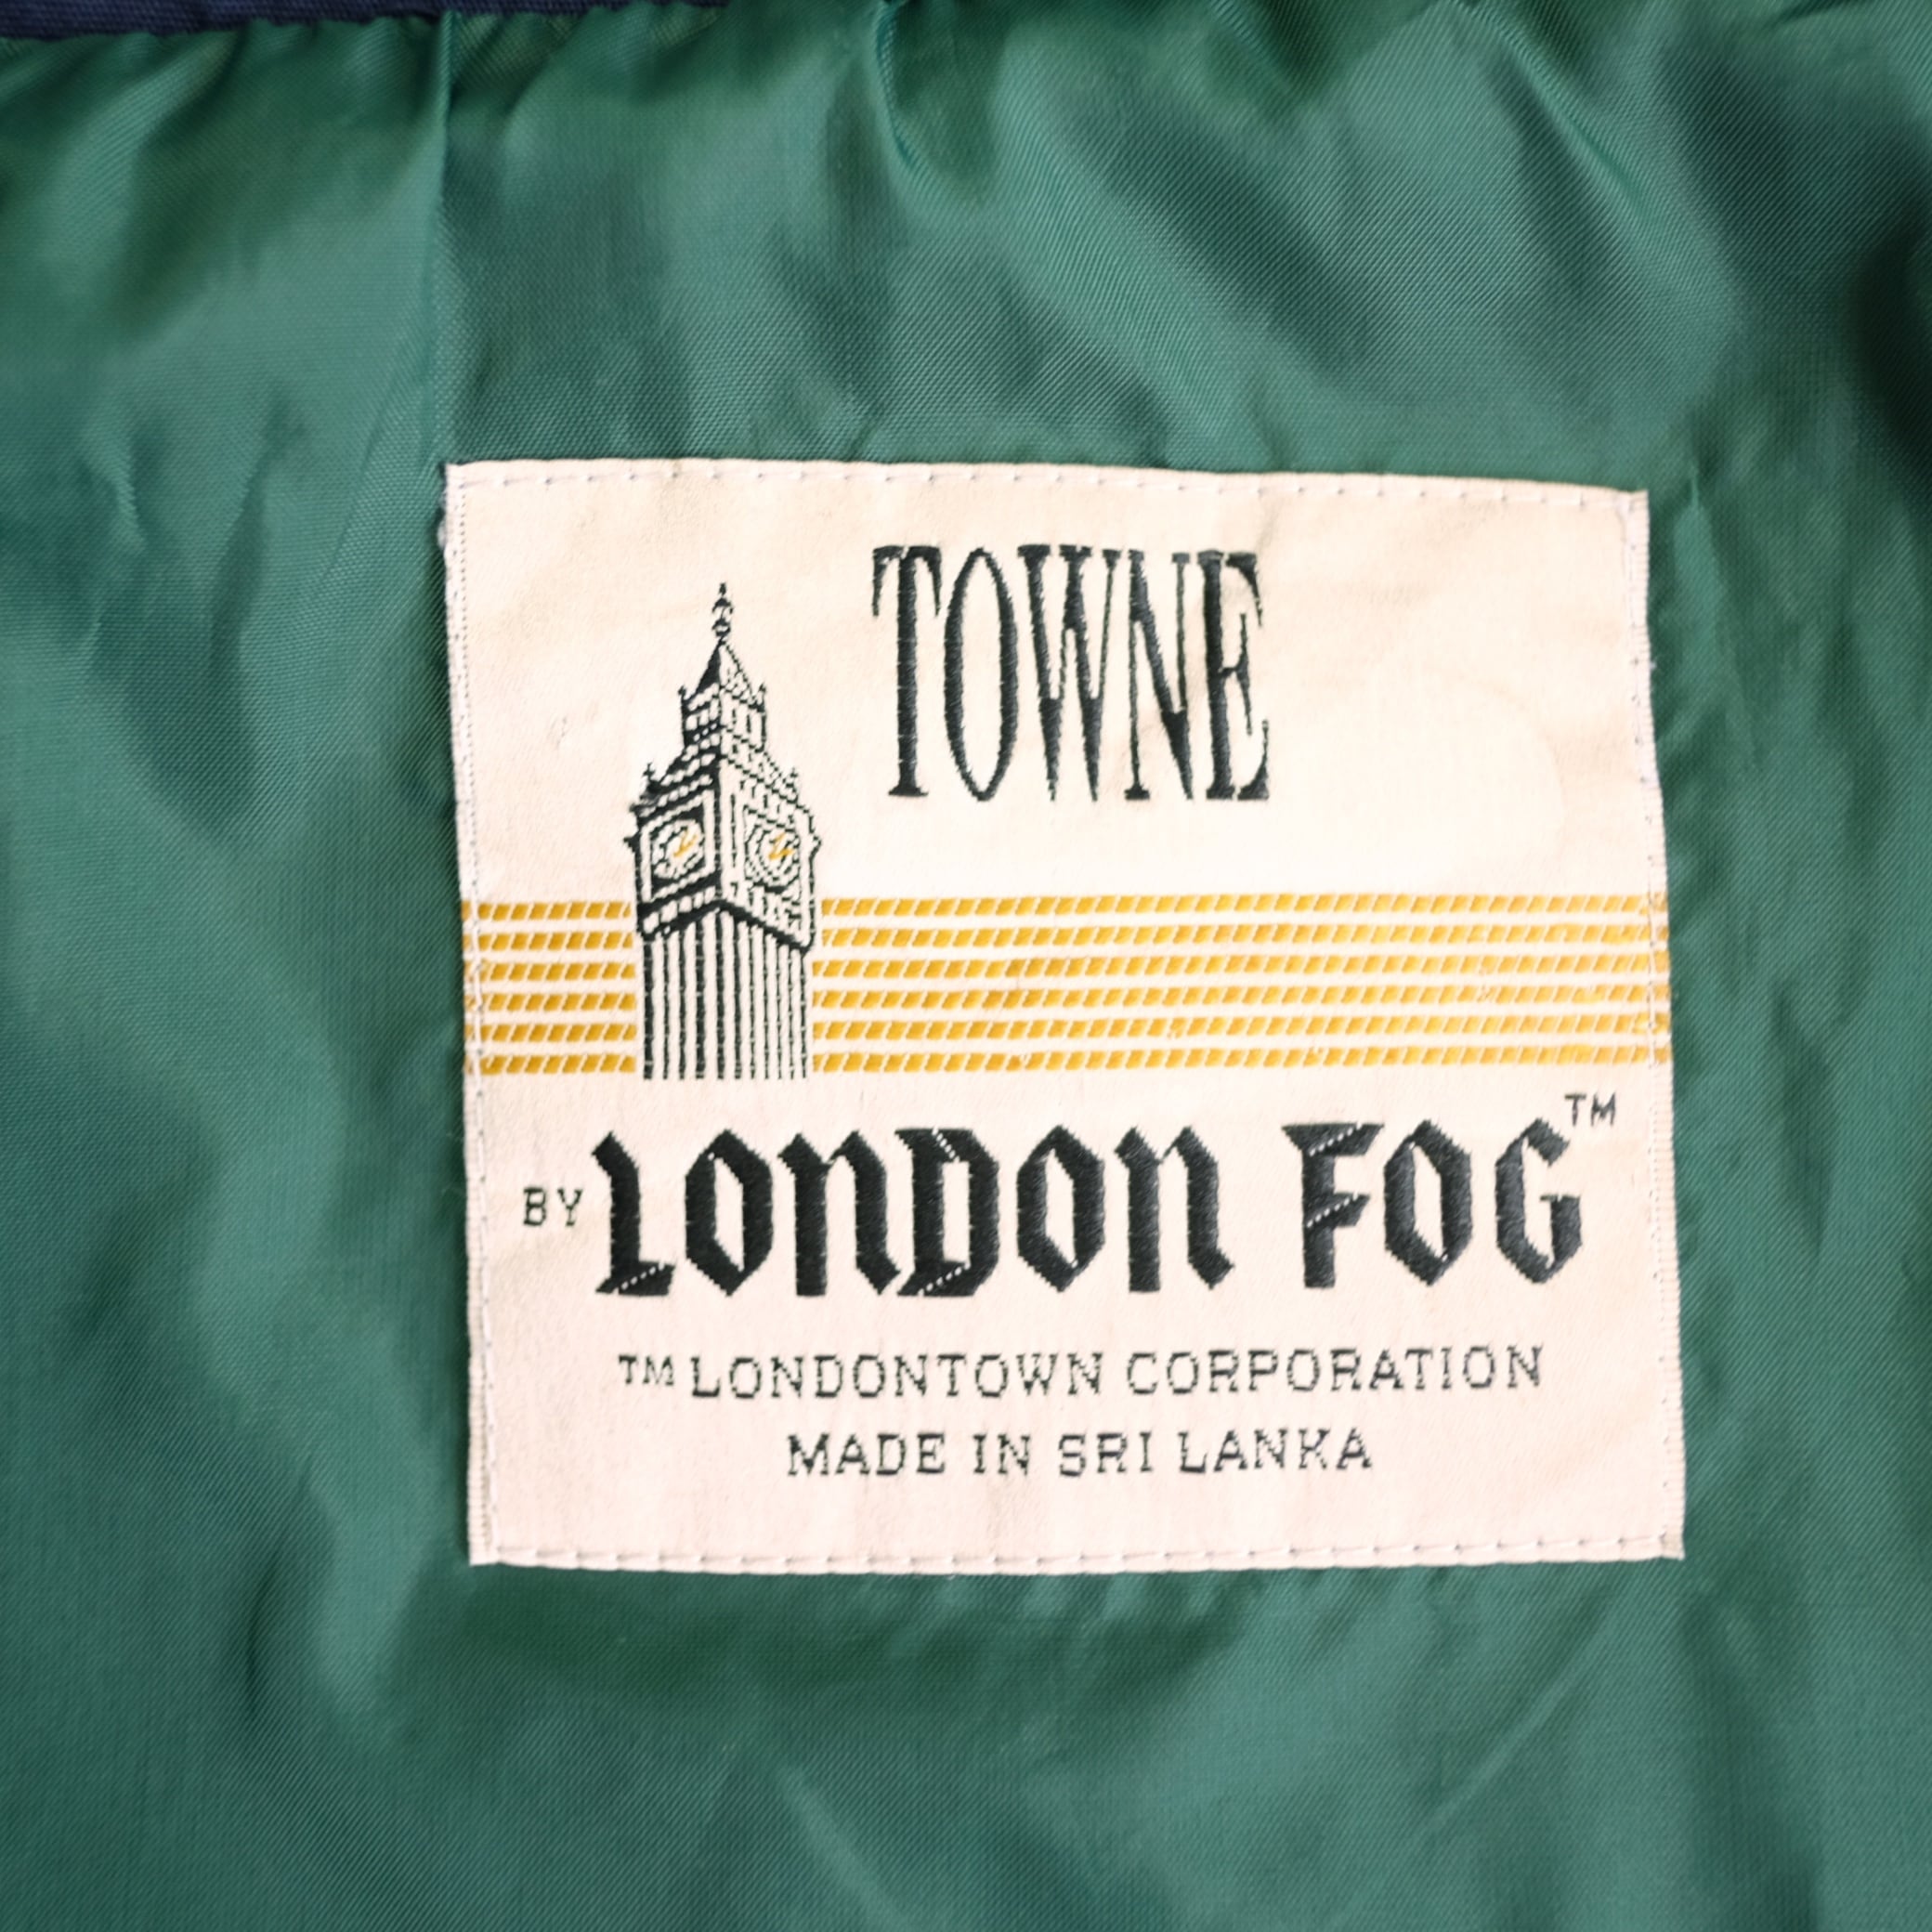 TOWNE
BY LONDON FOG™
™ LONDONTOWN CORPORATION
MADE IN SRI LANKA